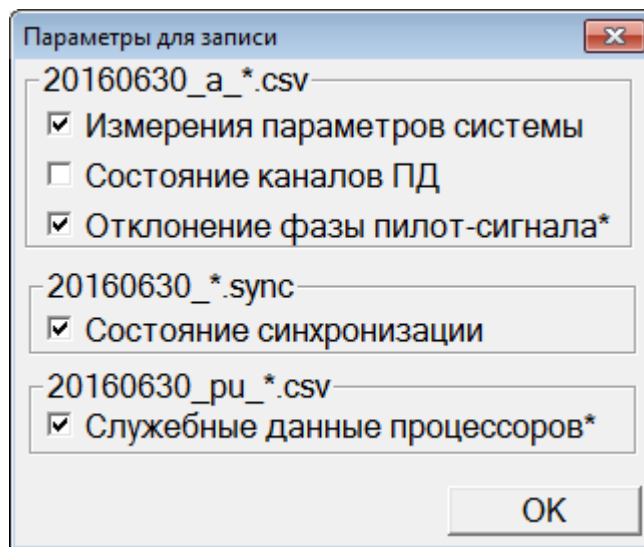 Параметры для записи
20160630_a_*.csv
Измерения параметров системы
Состояние каналов ПД
Отклонение фазы пилот-сигнала*
20160630_*.sync
Состояние синхронизации
20160630_pu_*.csv
Служебные данные процессоров*
OK